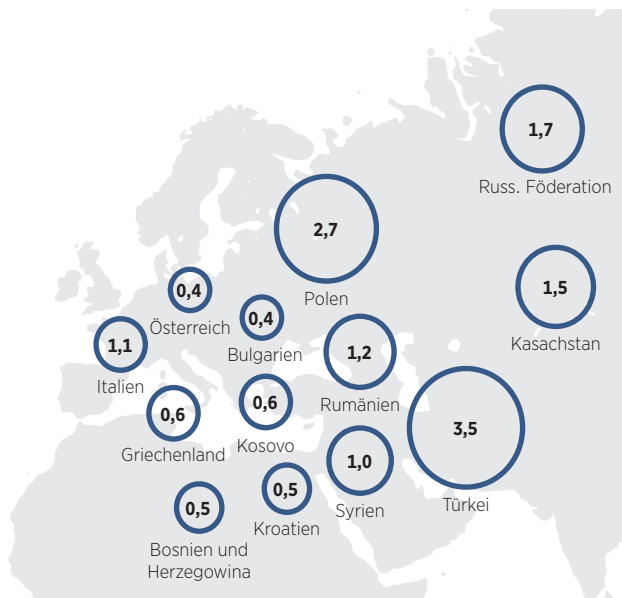 1,7
Russ. Föderation
2,7
Polen
1,5
Kasachstan
0,4
Österreich
0,4
Bulgarien
1,1
Italien
1,2
Rumänien
0,6
Kosovo
0,6
Griechenland
3,5
Türkei
1,0
Syrien
0,5
Kroatien
0,5
Bosnien und
Herzegowina